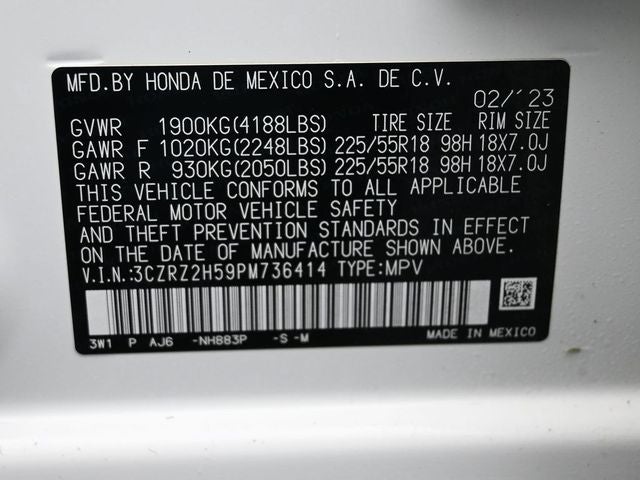 MFD.BY HONDA DE MEXICO S.A. DE C.V.
02/'23
GVWR 1900KG(4188LBS) TIRE SIZE RIM SIZE
GAWR F 1020KG(2248LBS) 225/55R18 98H 18X7.0J
GAWR R 930KG(2050LBS) 225/55R18 98H 18X7.0J
THIS VEHICLE CONFORMS TO ALL APPLICABLE
FEDERAL MOTOR VEHICLE SAFETY
AND THEFT PREVENTION STANDARDS IN EFFECT
ON THE DATE OF MANUFACTURE SHOWN ABOVE.
V.I.N.:3CZRZ2H59PM736414 TYPE:MPV
3W1 P AJ6 -NH883P -S -M
MADE IN MEXICO